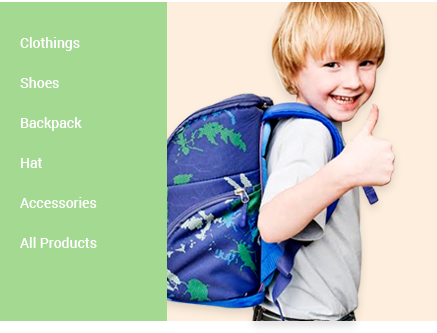 Clothings
Shoes
Backpack
Hat
Accessories
All Products